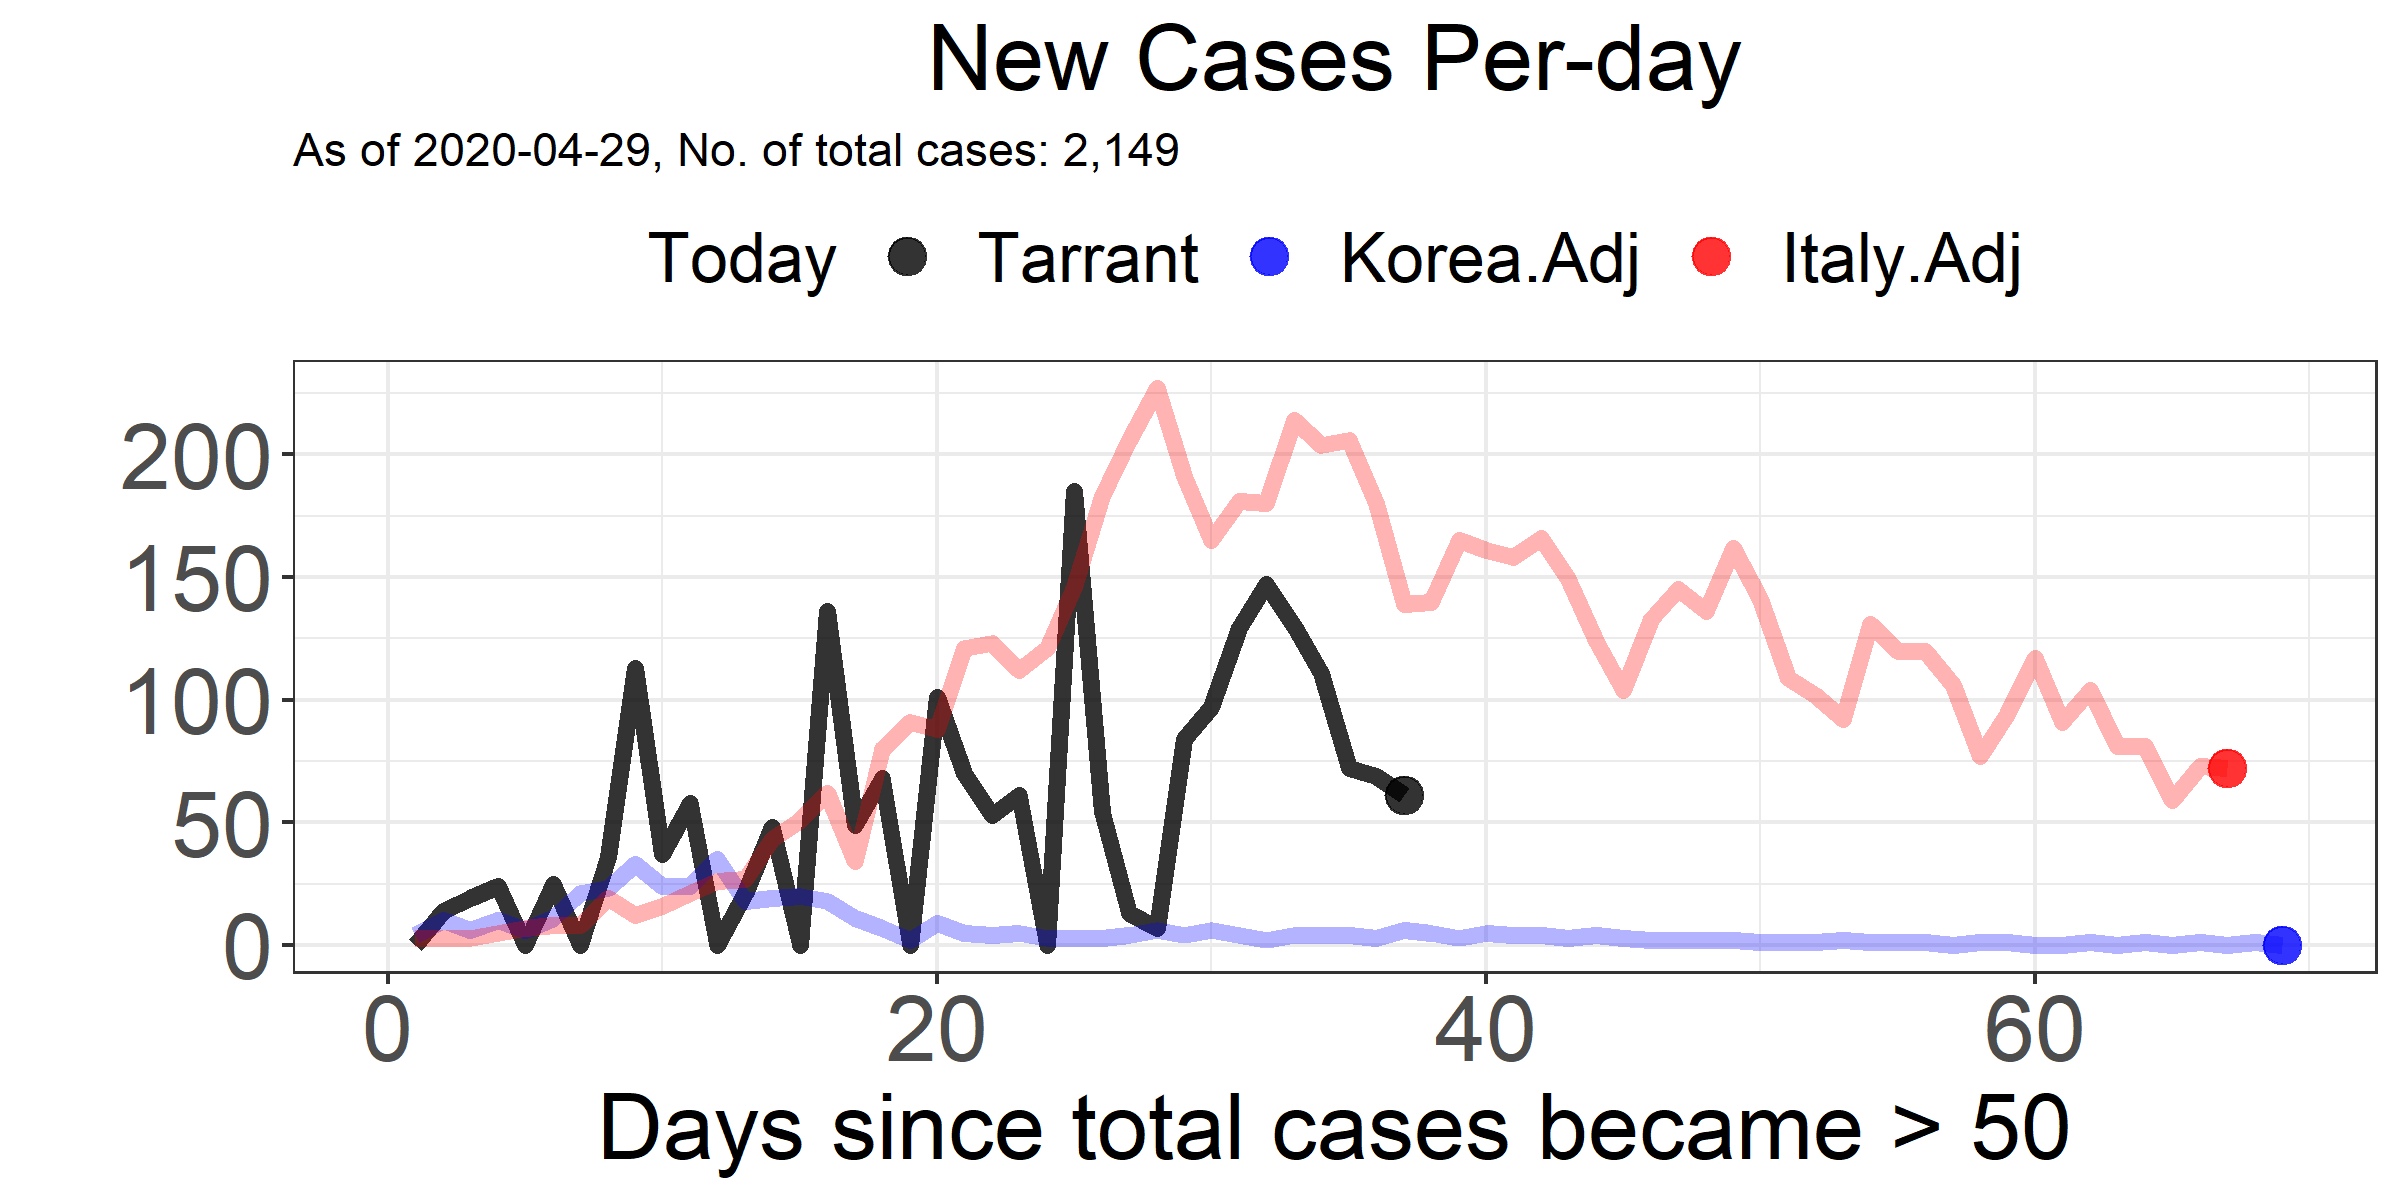 New Cases Per-day
As of 2020-04-29, No. of total cases: 2,149
Today Tarrant Korea.Adj Italy.Adj
200
150
100
50
0
0 20 40 60
Days since total cases became > 50